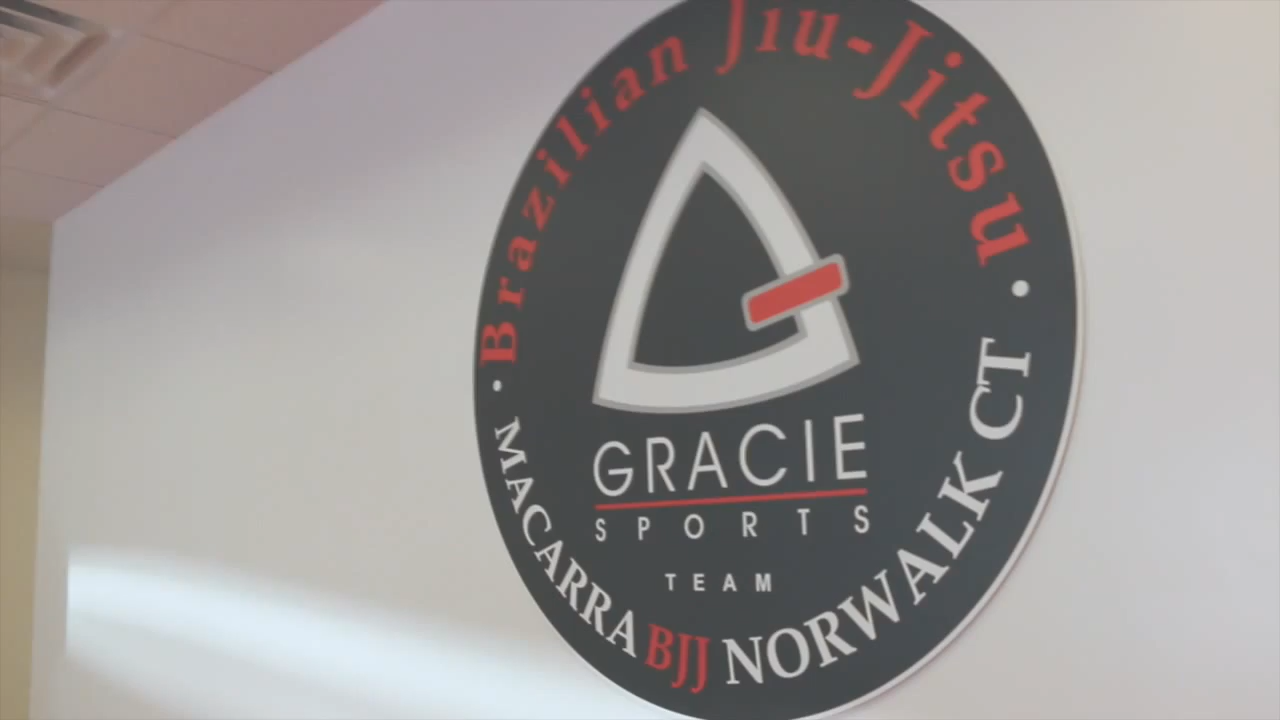 Brazilian Jiu-Jitsu
GRACIE
SPORTS
TEAM
• MACARRA BJJ NORWALK CT •